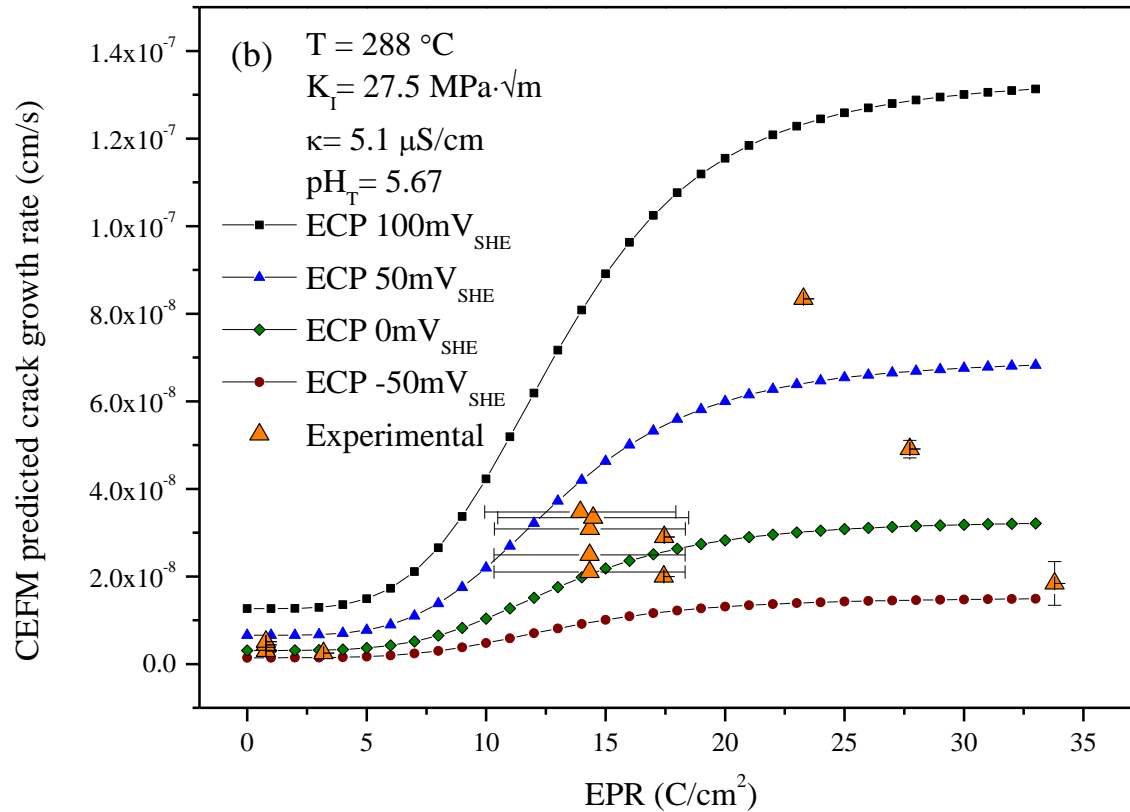 (b)
T = 288 °C
K_I= 27.5 MPa·√m
κ= 5.1 μS/cm
pH_T= 5.67
ECP 100mV_SHE
ECP 50mV_SHE
ECP 0mV_SHE
ECP -50mV_SHE
Experimental
CEFM predicted crack growth rate (cm/s)
1.4x10⁻⁷
1.2x10⁻⁷
1.0x10⁻⁷
8.0x10⁻⁸
6.0x10⁻⁸
4.0x10⁻⁸
2.0x10⁻⁸
0.0
0 5 10 15 20 25 30 35
EPR (C/cm²)